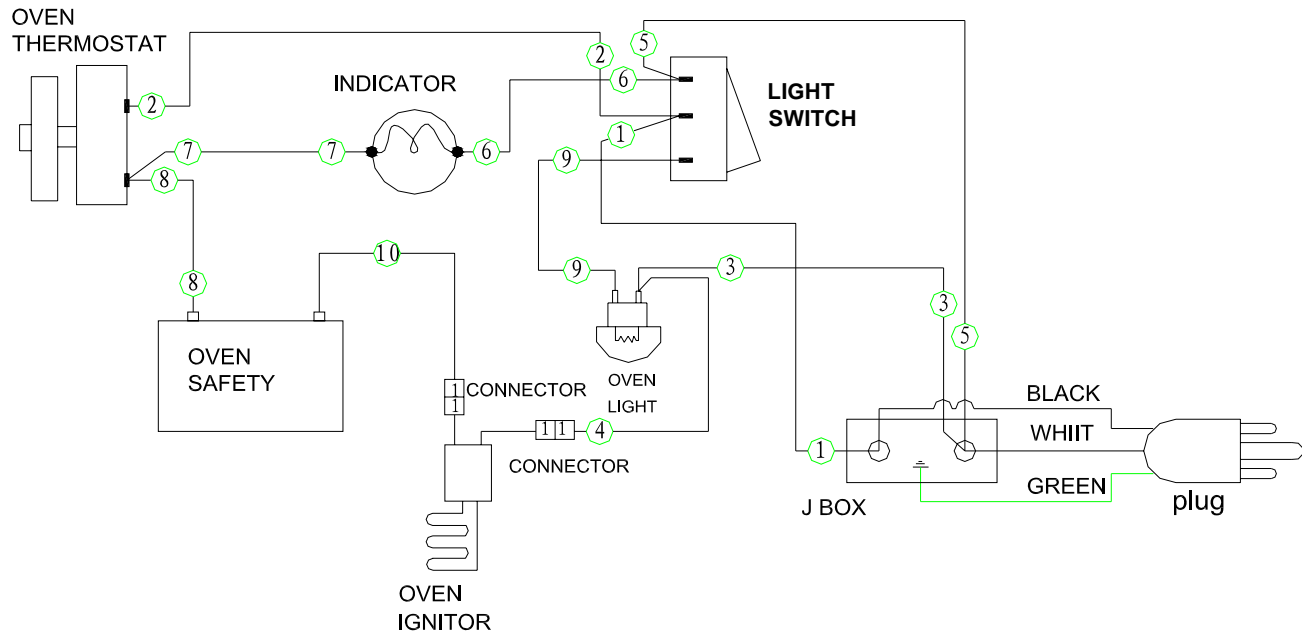 OVEN
THERMOSTAT
2
7
7
8
8
INDICATOR
6
6
2
5
1
9
LIGHT
SWITCH
10
9
3
3
5
OVEN
SAFETY
1
1
CONNECTOR
OVEN
LIGHT
1 1
4
CONNECTOR
BLACK
WHIIT
GREEN
1
J BOX
plug
OVEN
IGNITOR